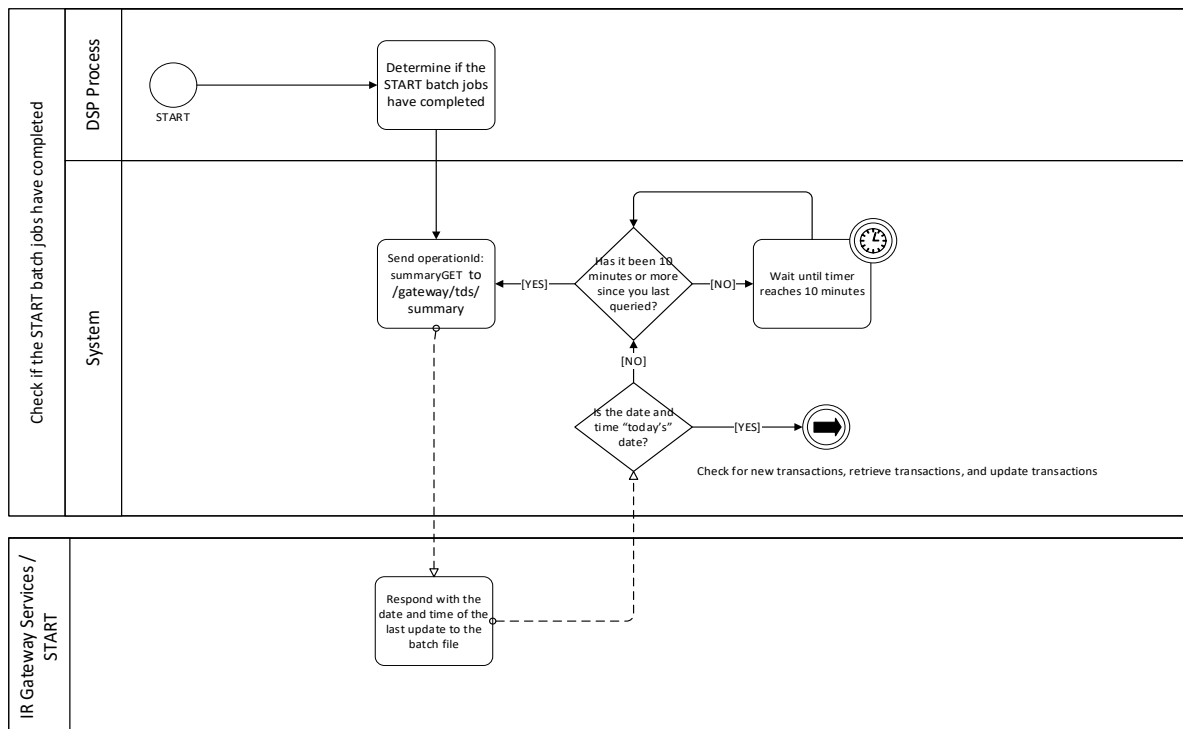 Check if the START batch jobs have completed
DSP Process
START
Determine if the
START batch jobs
have completed
System
Send operationId:
summaryGET to
/gateway/tds/
summary
[YES]
Has it been 10
minutes or more
since you last
queried?
[NO]
Wait until timer
reaches 10 minutes
[NO]
Is the date and
time “today’s”
date?
[YES]
Check for new transactions, retrieve transactions, and update transactions
IR Gateway Services /
START
Respond with the
date and time of the
last update to the
batch file